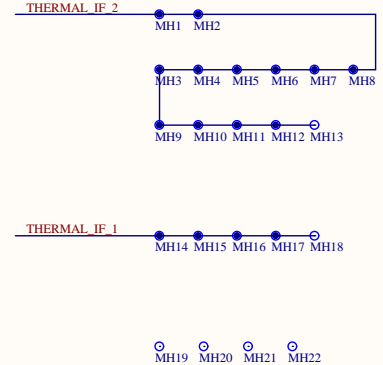 THERMAL_IF_2
MH1 MH2
MH3 MH4 MH5 MH6 MH7 MH8
MH9 MH10 MH11 MH12 MH13
THERMAL_IF_1
MH14 MH15 MH16 MH17 MH18
MH19 MH20 MH21 MH22